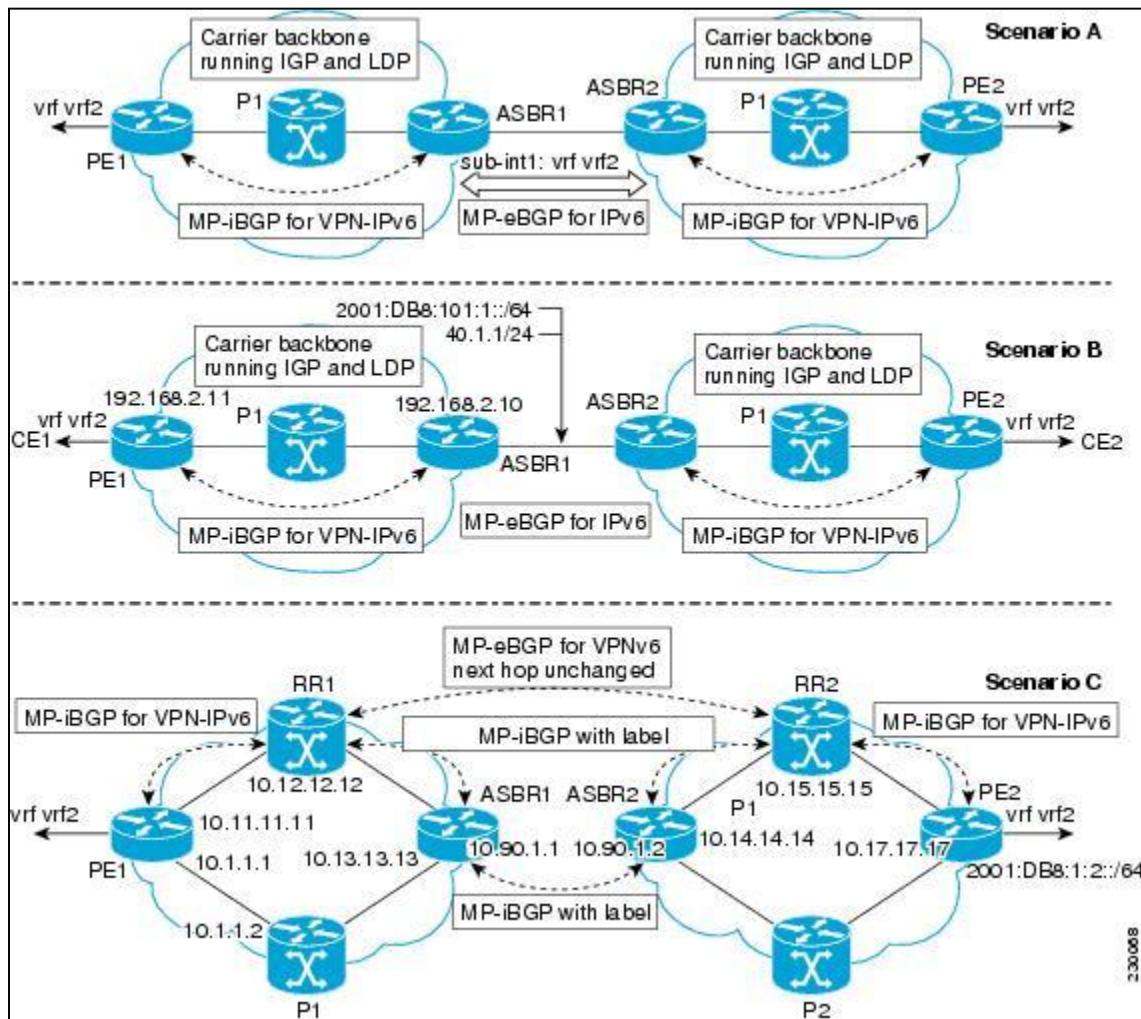 Scenario A
Carrier backbone
running IGP and LDP
Carrier backbone
running IGP and LDP
P1
ASBR2
P1
PE2
vrf vrf2
ASBR1
vrf vrf2
PE1
sub-int1: vrf vrf2
MP-iBGP for VPN-IPv6
MP-eBGP for IPv6
MP-iBGP for VPN-IPv6
2001:DB8:101:1::/64
40.1.1/24
Scenario B
Carrier backbone
running IGP and LDP
Carrier backbone
running IGP and LDP
192.168.2.11
P1
192.168.2.10
ASBR2
P1
PE2
vrf vrf2
vrf vrf2
CE1
CE2
PE1
ASBR1
MP-iBGP for VPN-IPv6
MP-eBGP for IPv6
MP-iBGP for VPN-IPv6
MP-eBGP for VPNv6
next hop unchanged
Scenario C
RR1
RR2
MP-iBGP for VPN-IPv6
MP-iBGP for VPN-IPv6
MP-iBGP with label
10.12.12.12
10.15.15.15
ASBR1
ASBR2
P1
PE2
vrf vrf2
vrf vrf2
10.11.11.11
10.13.13.13
10.90.1.1
10.90.1.2
10.14.14.14
10.17.17.17
PE1
10.1.1.1
2001:DB8:1:2::/64
MP-iBGP with label
10.1.1.2
P1
P2
230068